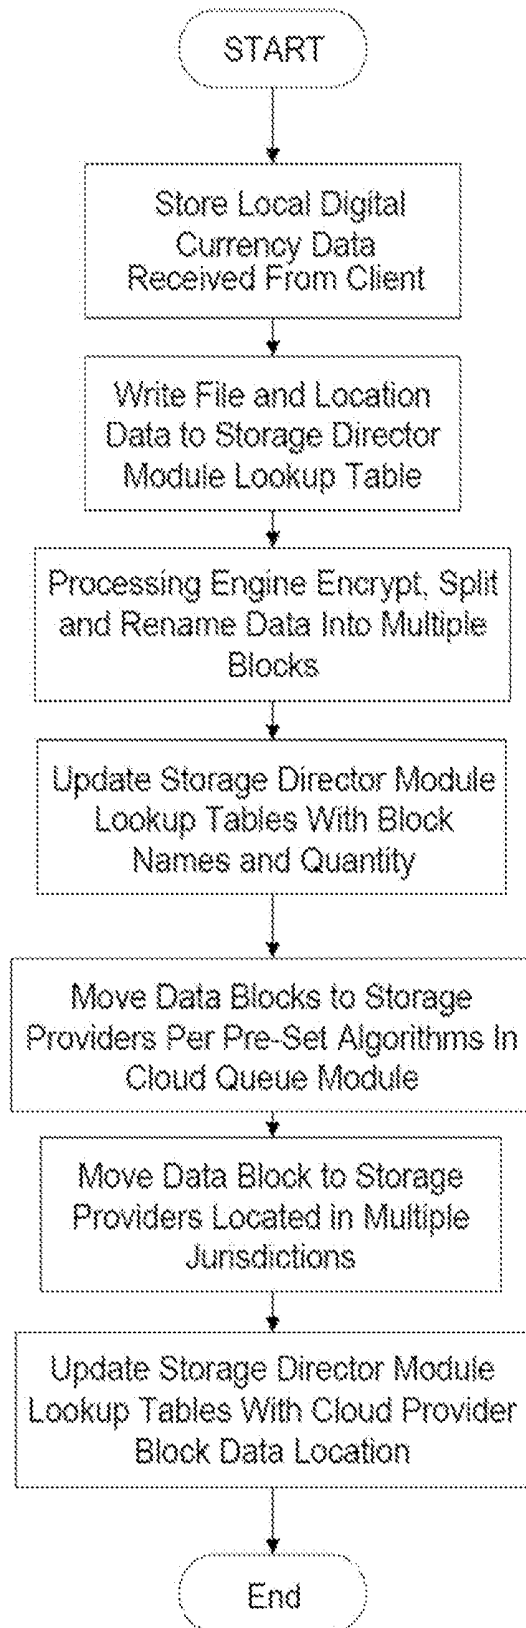 START
Store Local Digital
Currency Data
Received From Client
Write File and Location
Data to Storage Director
Module Lookup Table
Processing Engine Encrypt, Split
and Rename Data Into Multiple
Blocks
Update Storage Director Module
Lookup Tables With Block
Names and Quantity
Move Data Blocks to Storage
Providers Per Pre-Set Algorithms In
Cloud Queue Module
Move Data Block to Storage
Providers Located in Multiple
Jurisdictions
Update Storage Director Module
Lookup Tables With Cloud Provider
Block Data Location
End